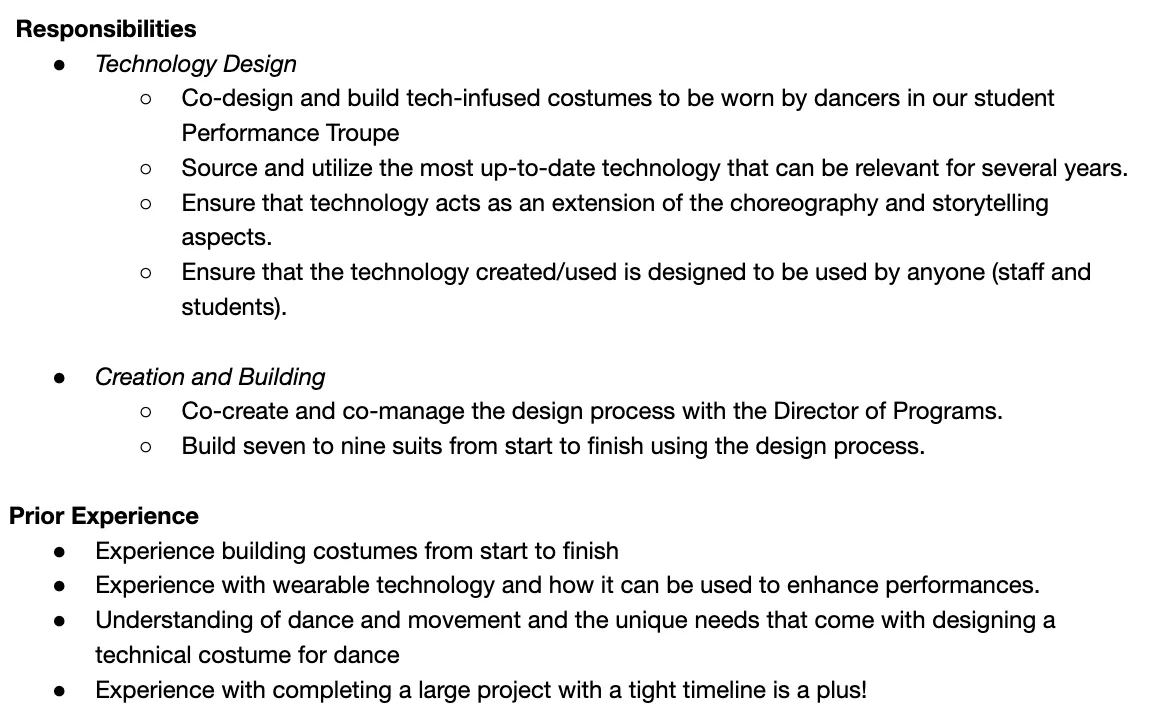 Responsibilities
● Technology Design
○ Co-design and build tech-infused costumes to be worn by dancers in our student
Performance Troupe
○ Source and utilize the most up-to-date technology that can be relevant for several years.
○ Ensure that technology acts as an extension of the choreography and storytelling
aspects.
○ Ensure that the technology created/used is designed to be used by anyone (staff and
students).
● Creation and Building
○ Co-create and co-manage the design process with the Director of Programs.
○ Build seven to nine suits from start to finish using the design process.
Prior Experience
● Experience building costumes from start to finish
● Experience with wearable technology and how it can be used to enhance performances.
● Understanding of dance and movement and the unique needs that come with designing a
technical costume for dance
● Experience with completing a large project with a tight timeline is a plus!